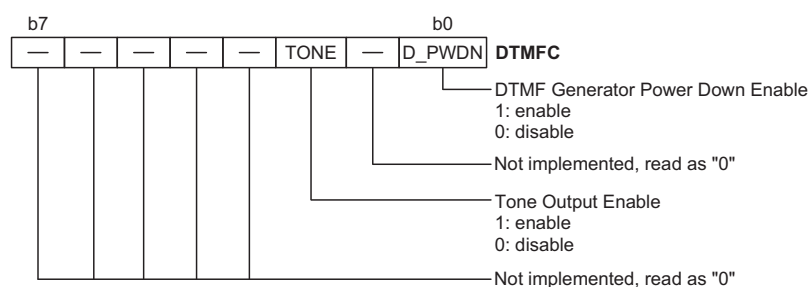 b7 b0
— — — — — TONE — D_PWDN DTMFC
DTMF Generator Power Down Enable
1: enable
0: disable
Not implemented, read as "0"
Tone Output Enable
1: enable
0: disable
Not implemented, read as "0"